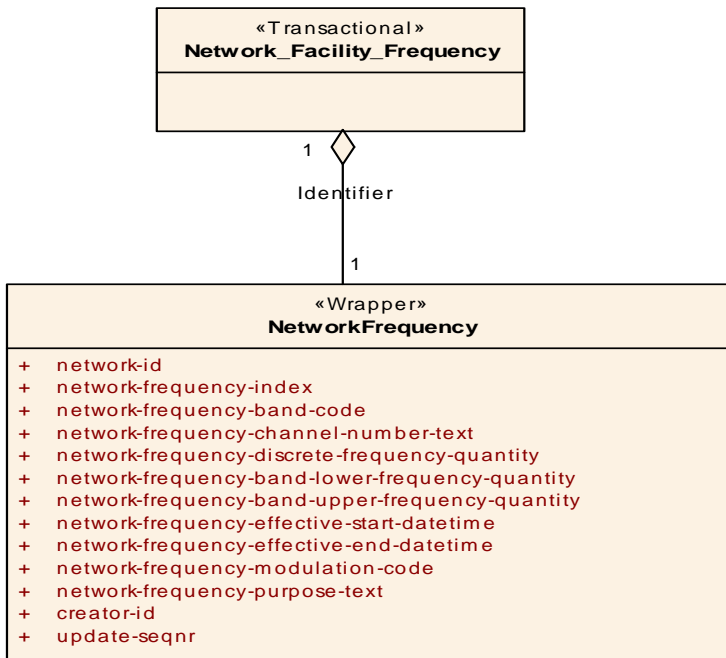 «Transactional»
Network_Facility_Frequency
1
Identifier
1
«Wrapper»
NetworkFrequency
+ network-id
+ network-frequency-index
+ network-frequency-band-code
+ network-frequency-channel-number-text
+ network-frequency-discrete-frequency-quantity
+ network-frequency-band-lower-frequency-quantity
+ network-frequency-band-upper-frequency-quantity
+ network-frequency-effective-start-datetime
+ network-frequency-effective-end-datetime
+ network-frequency-modulation-code
+ network-frequency-purpose-text
+ creator-id
+ update-seqnr